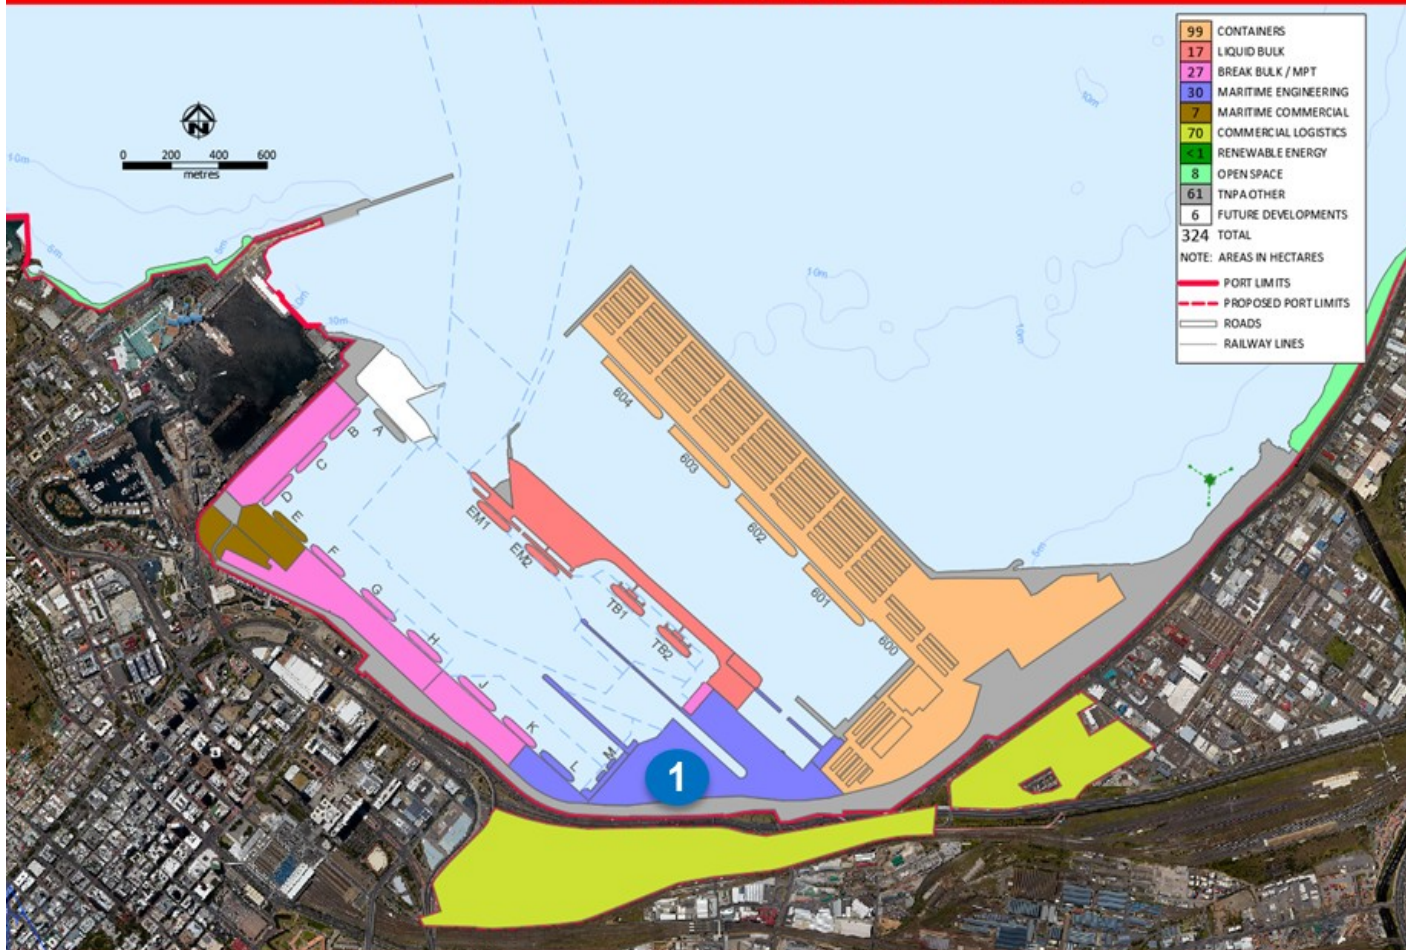 99 CONTAINERS
17 LIQUID BULK
27 BREAK BULK / MPT
30 MARITIME ENGINEERING
7 MARITIME COMMERCIAL
70 COMMERCIAL LOGISTICS
<1 RENEWABLE ENERGY
8 OPEN SPACE
61 TNPA OTHER
6 FUTURE DEVELOPMENTS
324 TOTAL
NOTE: AREAS IN HECTARES
PORT LIMITS
PROPOSED PORT LIMITS
ROADS
RAILWAY LINES
N
0 200 400 600
metres
10m
10m
5m
5m
0m
10m
10m
10m
5m
604
603
602
601
600
A
B
C
D
E
F
G
H
J
K
L
M
EM1
EM2
TB1
TB2
1